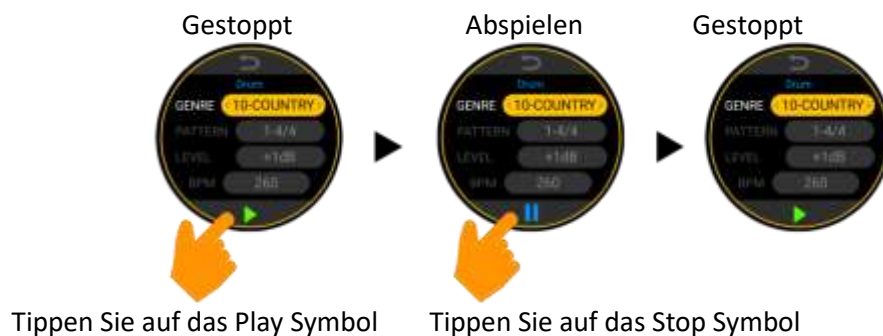 Gestoppt Abspielen Gestoppt
Drum Drum Drum
GENRE 10-COUNTRY GENRE 10-COUNTRY GENRE 10-COUNTRY
PATTERN 1-4/4 PATTERN 1-4/4 PATTERN 1-4/4
LEVEL +1dB LEVEL +1dB LEVEL +1dB
BPM 260 BPM 260 BPM 260
Tippen Sie auf das Play Symbol Tippen Sie auf das Stop Symbol